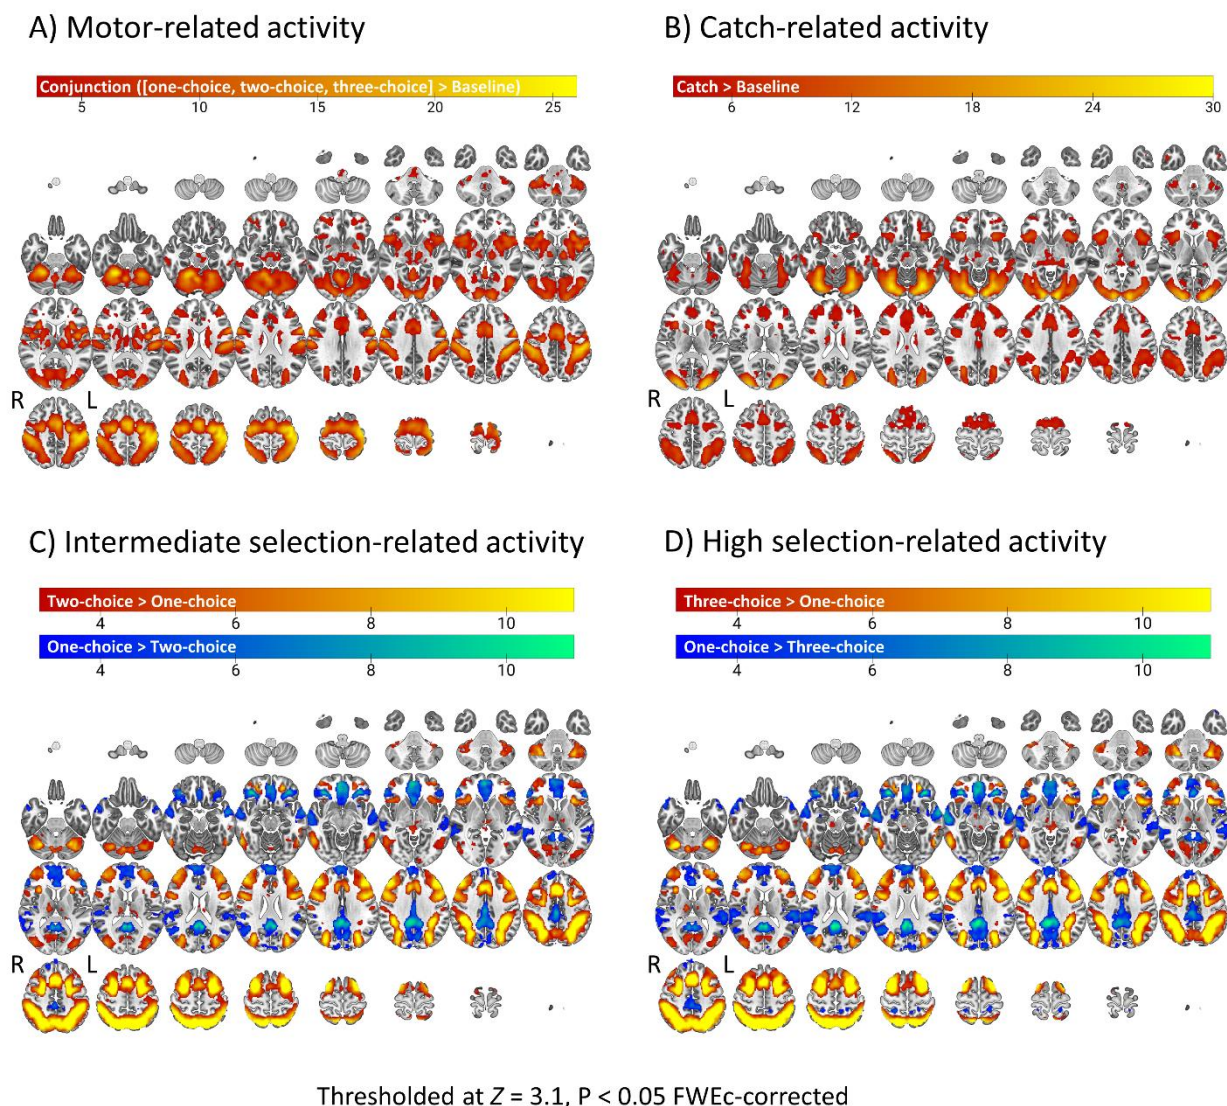 A) Motor-related activity
B) Catch-related activity
Conjunction ([one-choice, two-choice, three-choice] > Baseline)
5 10 15 20 25
Catch > Baseline
6 12 18 24 30
R L
R L
C) Intermediate selection-related activity
D) High selection-related activity
Two-choice > One-choice
4 6 8 10
One-choice > Two-choice
4 6 8 10
Three-choice > One-choice
4 6 8 10
One-choice > Three-choice
4 6 8 10
R L
R L
Thresholded at Z = 3.1, P < 0.05 FWEc-corrected